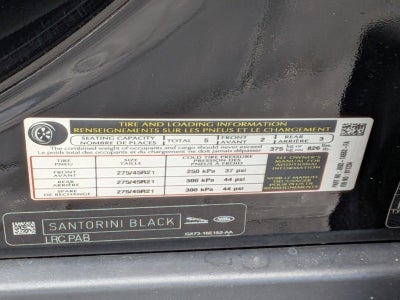 TIRE AND LOADING INFORMATION
RENSEIGNEMENTS SUR LES PNEUS ET LE CHARGEMENT
SEATING CAPACITY TOTAL 5 FRONT 2 REAR 3
NOMBRE DE PLACES AVANT ARRIÈRE
The combined weight of occupants and cargo should never exceed 375 kg or 826 lbs.
Le poids total des occupants et du chargement ne doit jamais dépasser
TIRE SIZE COLD TIRE PRESSURE SEE OWNER'S
PNEU TAILLE PRESSION DES PNEUS À FROID MANUAL FOR ADDITIONAL INFORMATION
FRONT 275/45R21 250 kPa 37 psi
AVANT
REAR 275/45R21 300 kPa 44 psi
ARRIÈRE
SPARE 275/45R21 300 kPa 44 psi
DE RECHANGE
VOIR LE MANUEL
SANTORINI BLACK
LRC PAB